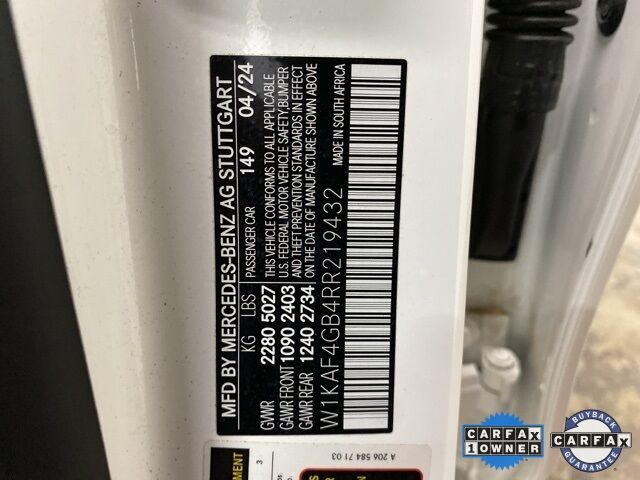 MFD BY MERCEDES-BENZ AG STUTTGART
KG LBS PASSENGER CAR 149 04/24
GVWR 2280 5027 THIS VEHICLE CONFORMS TO ALL APPLICABLE
U.S. FEDERAL MOTOR VEHICLE SAFETY/BUMPER
GAWR FRONT 1090 2403 AND THEFT PREVENTION STANDARDS IN EFFECT
GAWR REAR 1240 2734 ON THE DATE OF MANUFACTURE SHOWN ABOVE
W1KAF4GB4RR219432 MADE IN SOUTH AFRICA
A 206 584 71 03
3
CARFAX
1 OWNER
BUYBACK
CARFAX
GUARANTEE